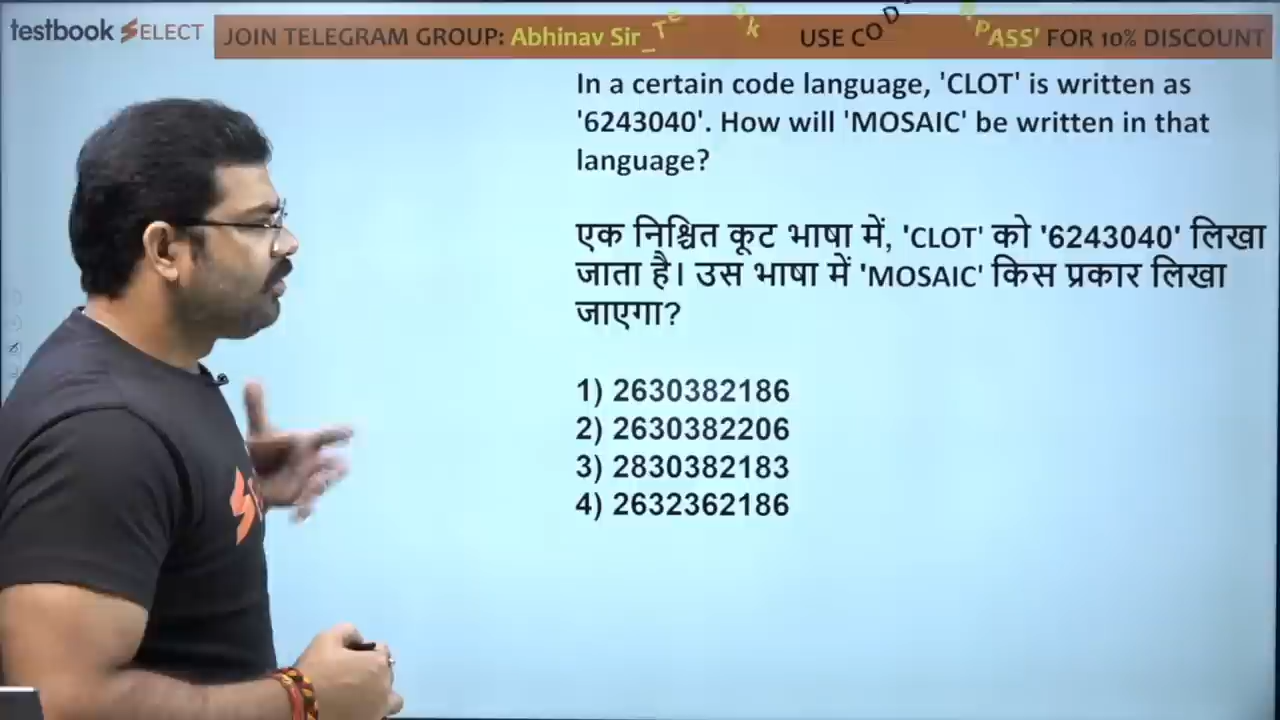 testbook SELECT
JOIN TELEGRAM GROUP: Abhinav Sir_Te k USE COD PASS' FOR 10% DISCOUNT
In a certain code language, 'CLOT' is written as
'6243040'. How will 'MOSAIC' be written in that
language?
एक निश्चित कूट भाषा में, 'CLOT' को '6243040' लिखा
जाता है। उस भाषा में 'MOSAIC' किस प्रकार लिखा
जाएगा?
1) 2630382186
2) 2630382206
3) 2830382183
4) 2632362186